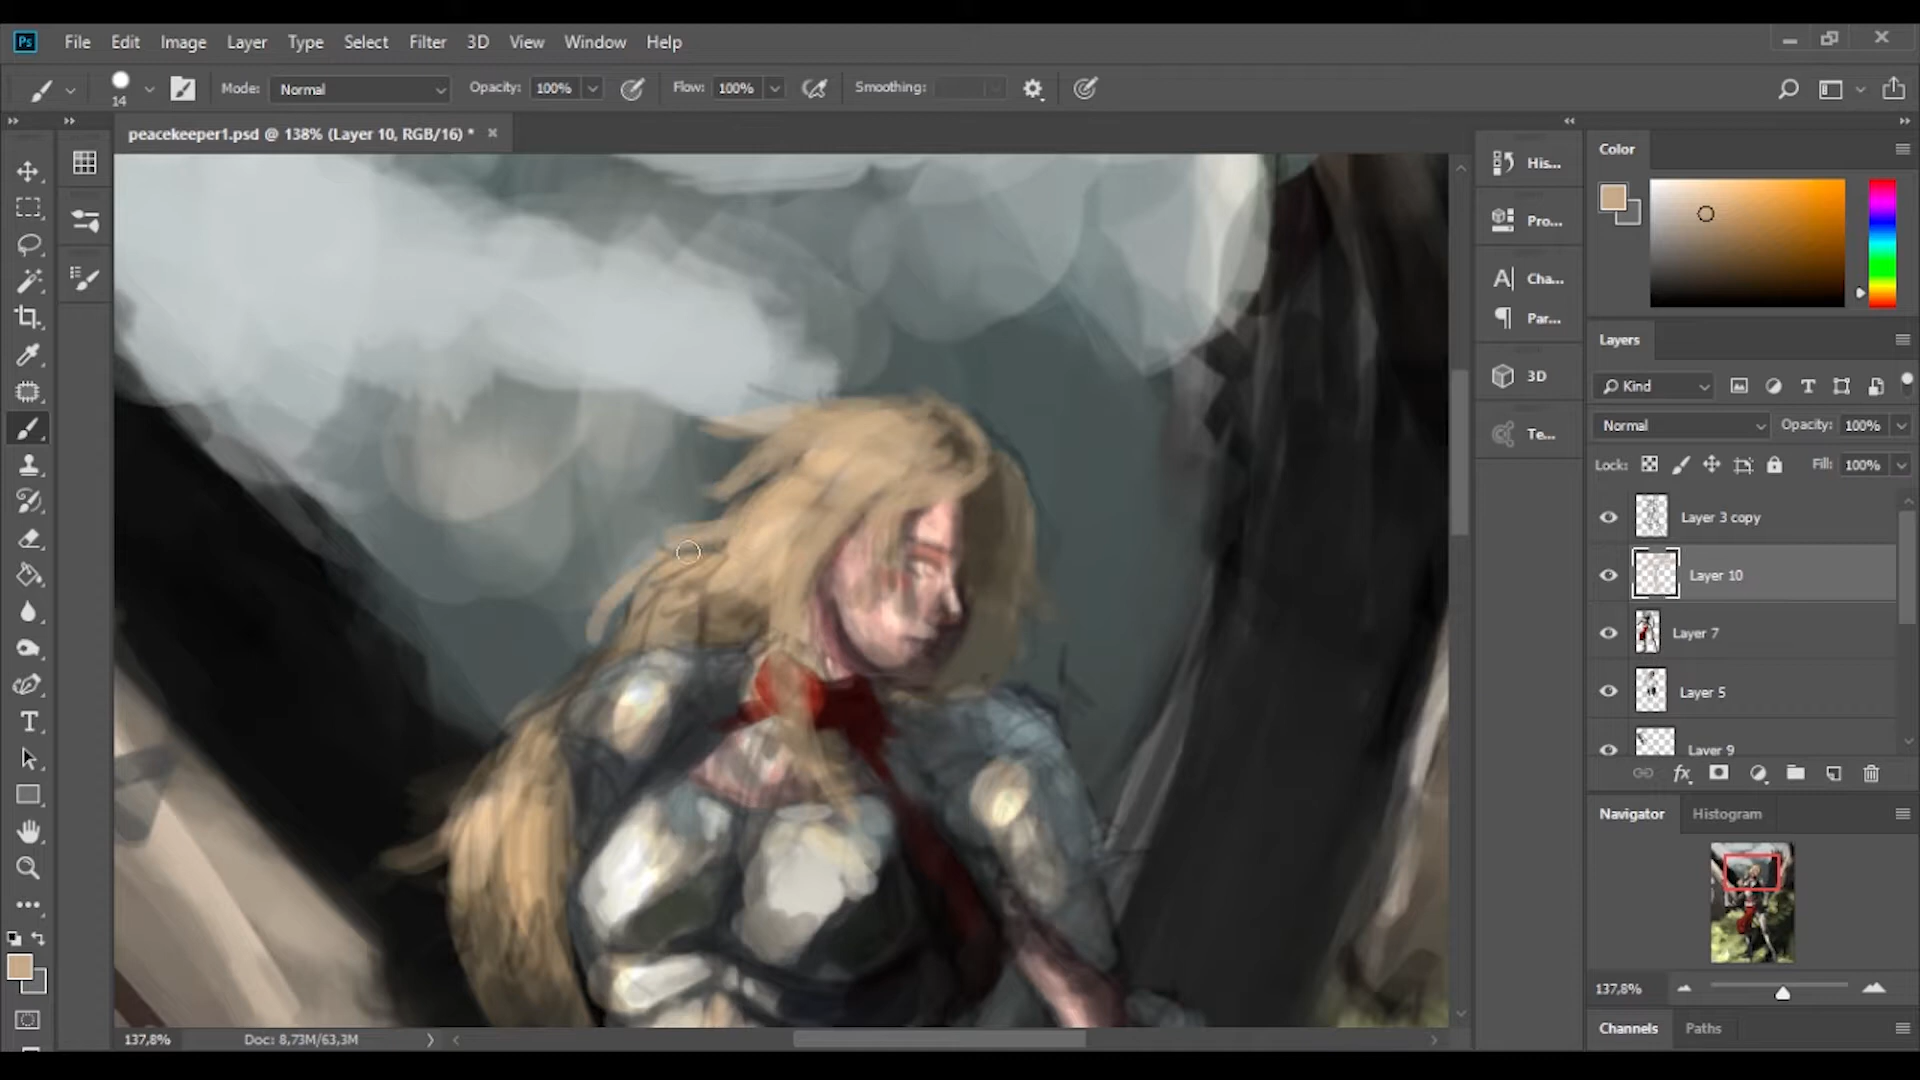 Ps File Edit Image Layer Type Select Filter 3D View Window Help
14 Mode: Normal Opacity: 100% Flow: 100% Smoothing:
peacekeeper1.psd @ 138% (Layer 10, RGB/16) *
His...
Pro...
Cha...
Par...
3D
Te...
Color
Layers
Kind
Normal Opacity: 100%
Lock: Fill: 100%
Layer 3 copy
Layer 10
Layer 7
Layer 5
Layer 9
fx
Navigator Histogram
137,8%
Channels Paths
137,8% Doc: 8,73M/63,3M